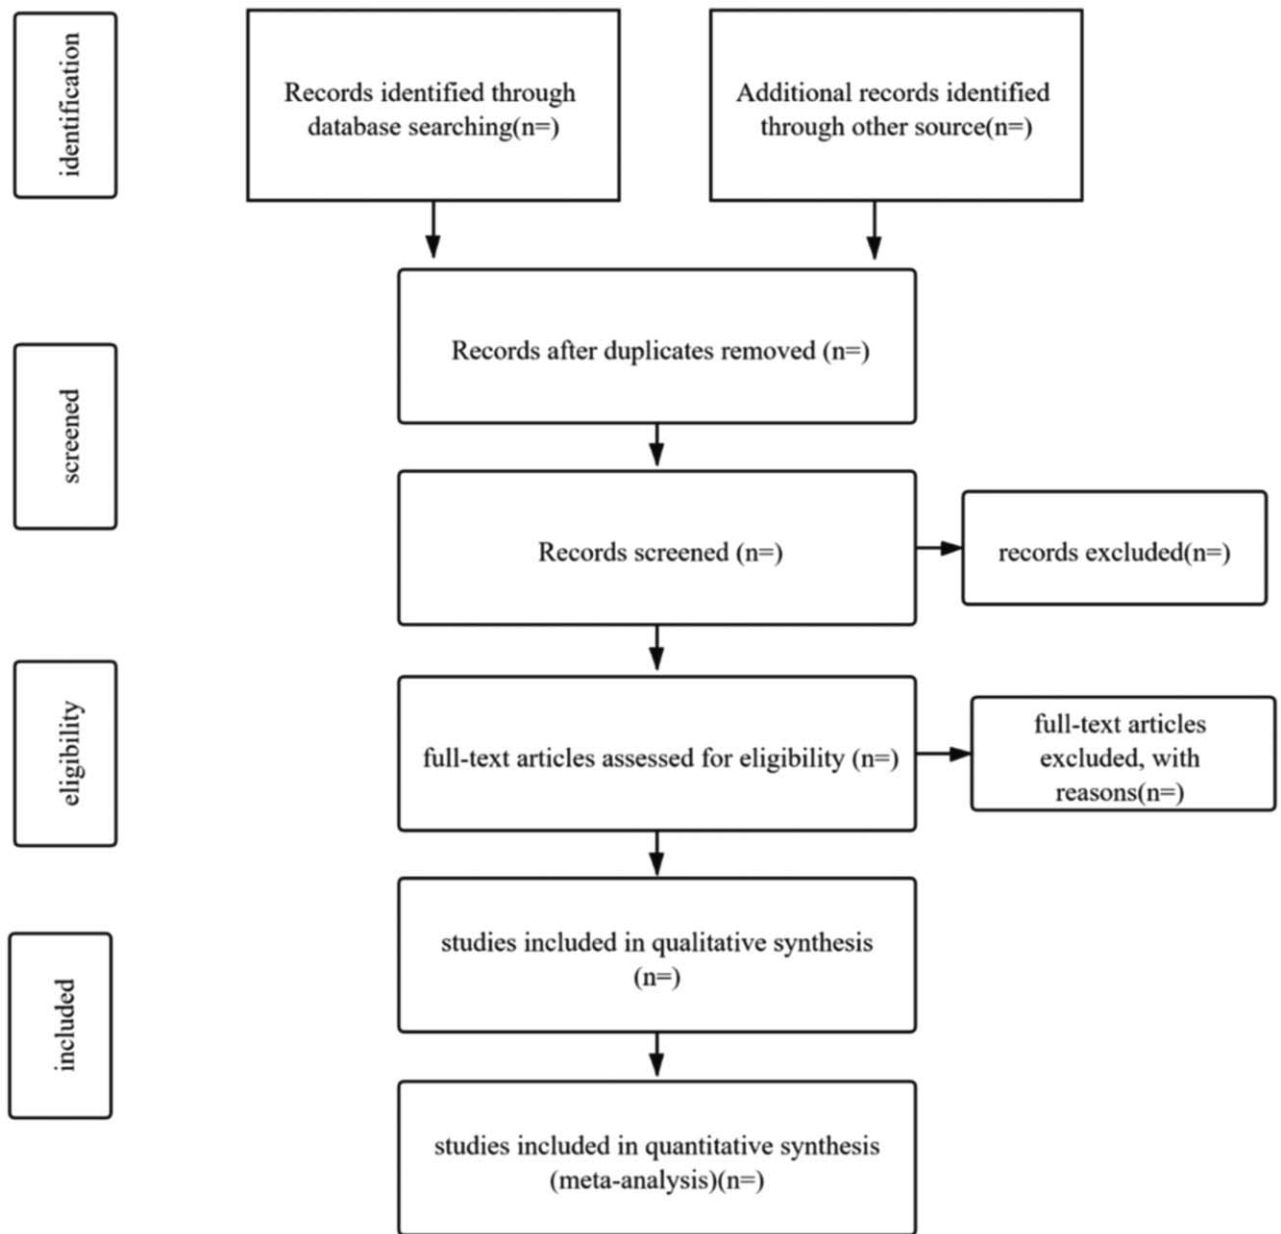 identification
Records identified through
database searching(n=)
Additional records identified
through other source(n=)
screened
Records after duplicates removed (n=)
Records screened (n=)
records excluded(n=)
eligibility
full-text articles assessed for eligibility (n=)
full-text articles
excluded, with
reasons(n=)
included
studies included in qualitative synthesis
(n=)
studies included in quantitative synthesis
(meta-analysis)(n=)